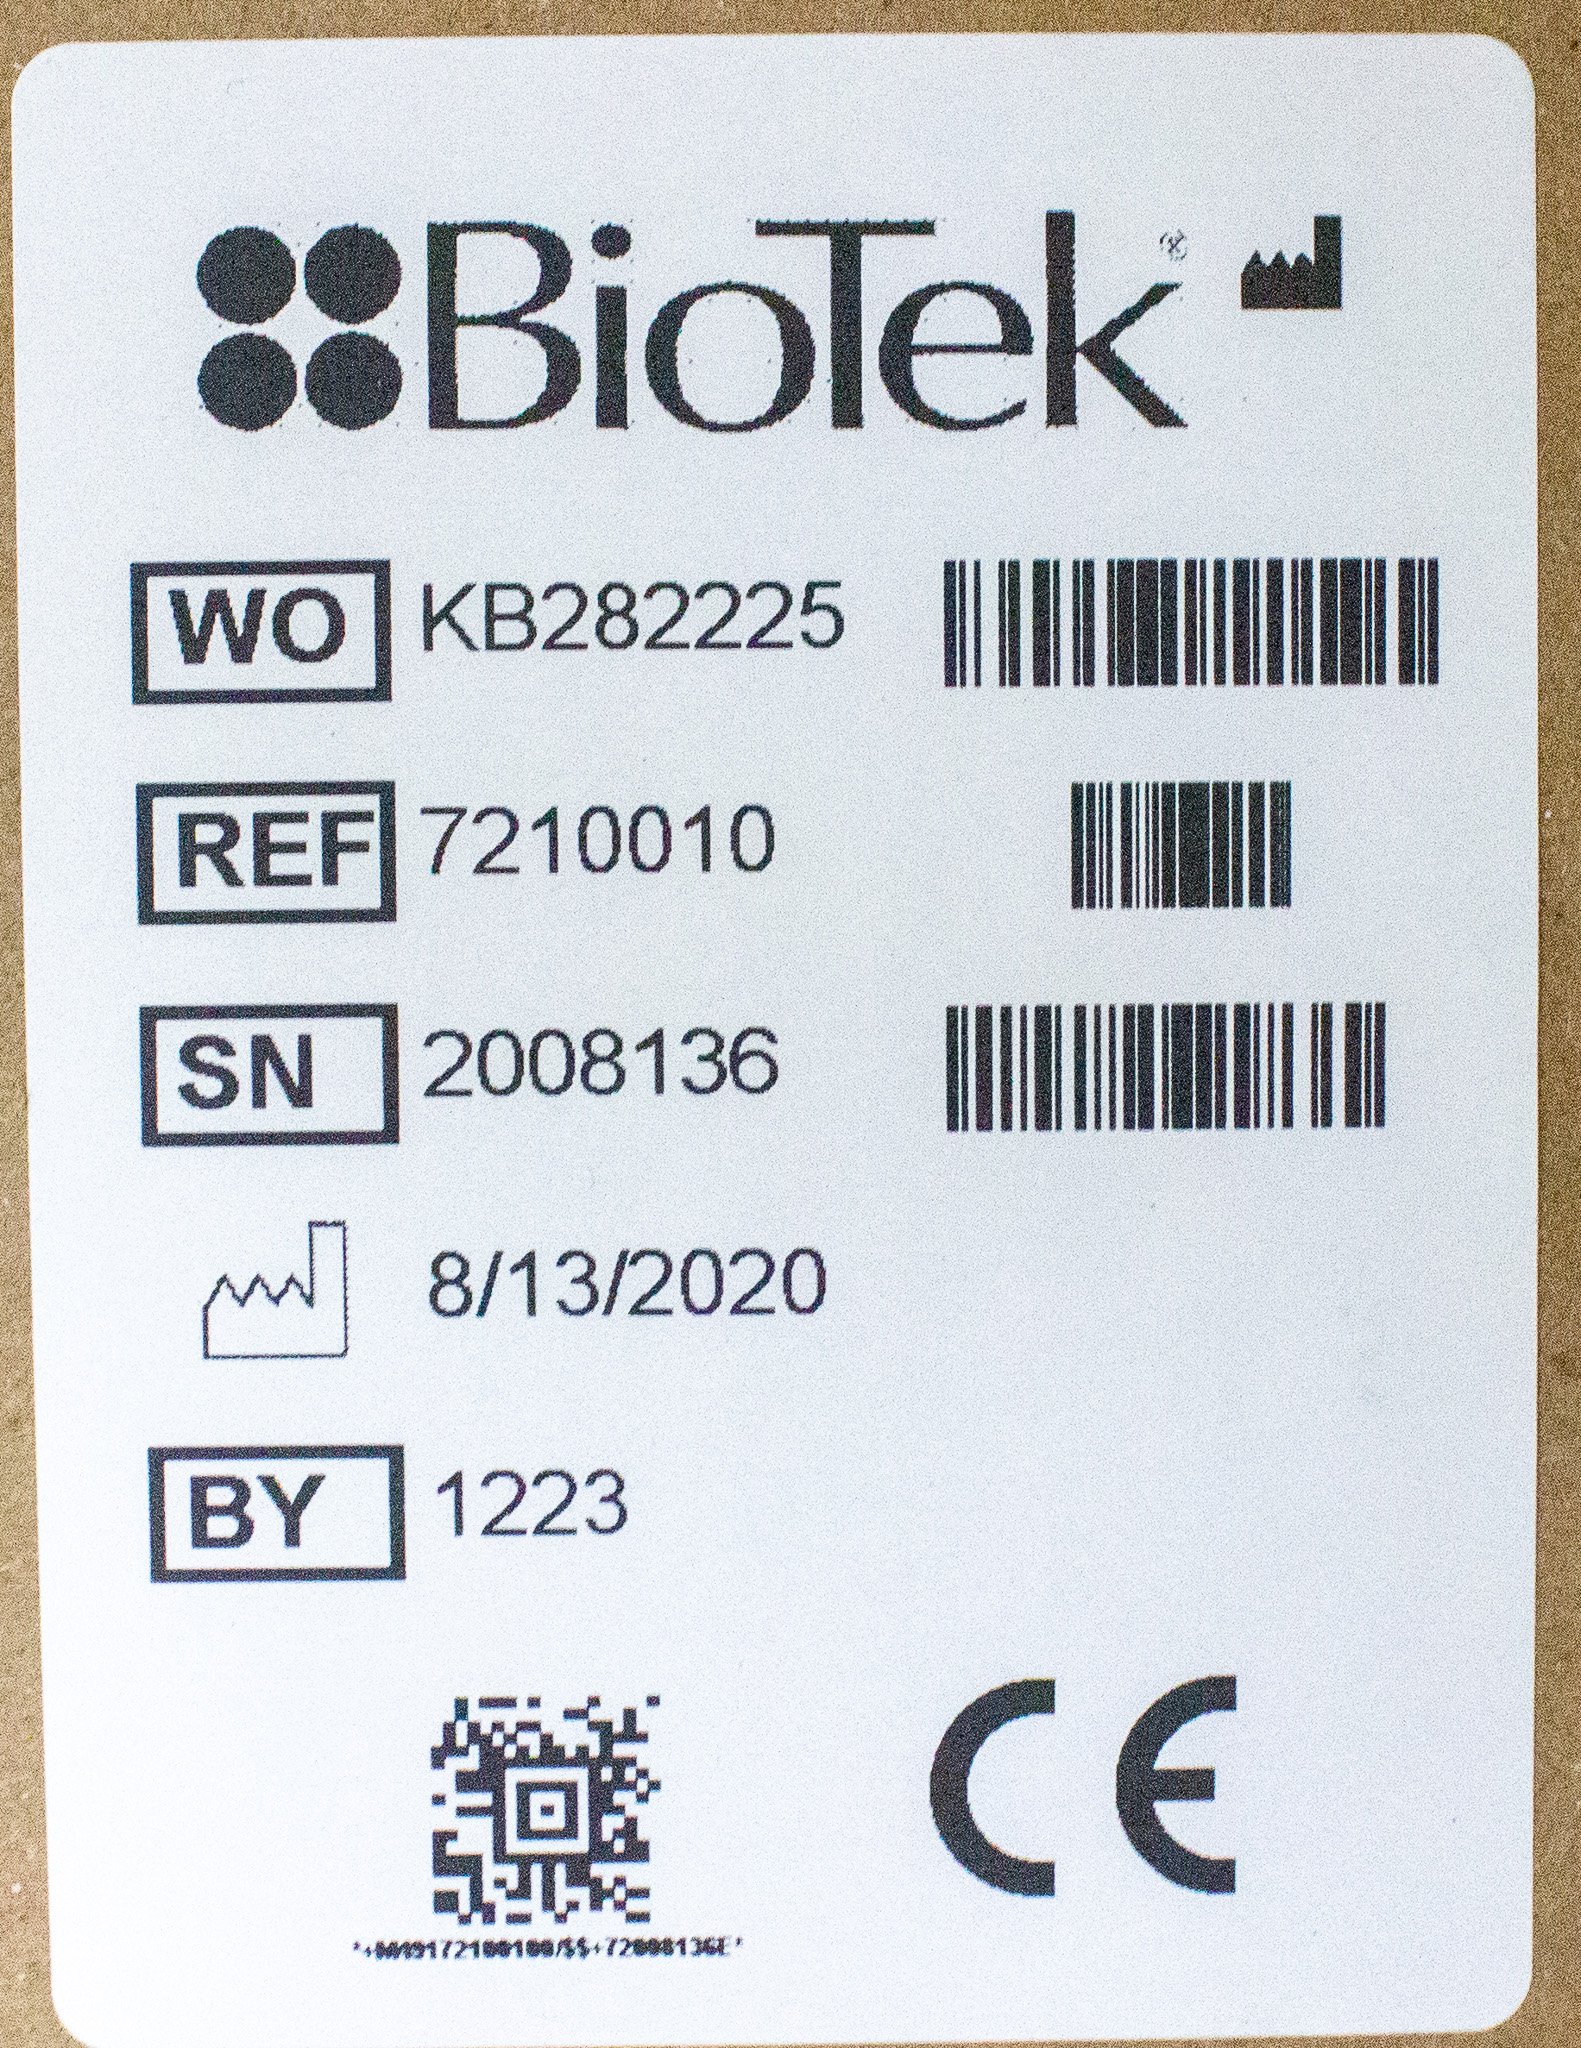 BioTek®
WO KB282225
REF 7210010
SN 2008136
8/13/2020
BY 1223
CE